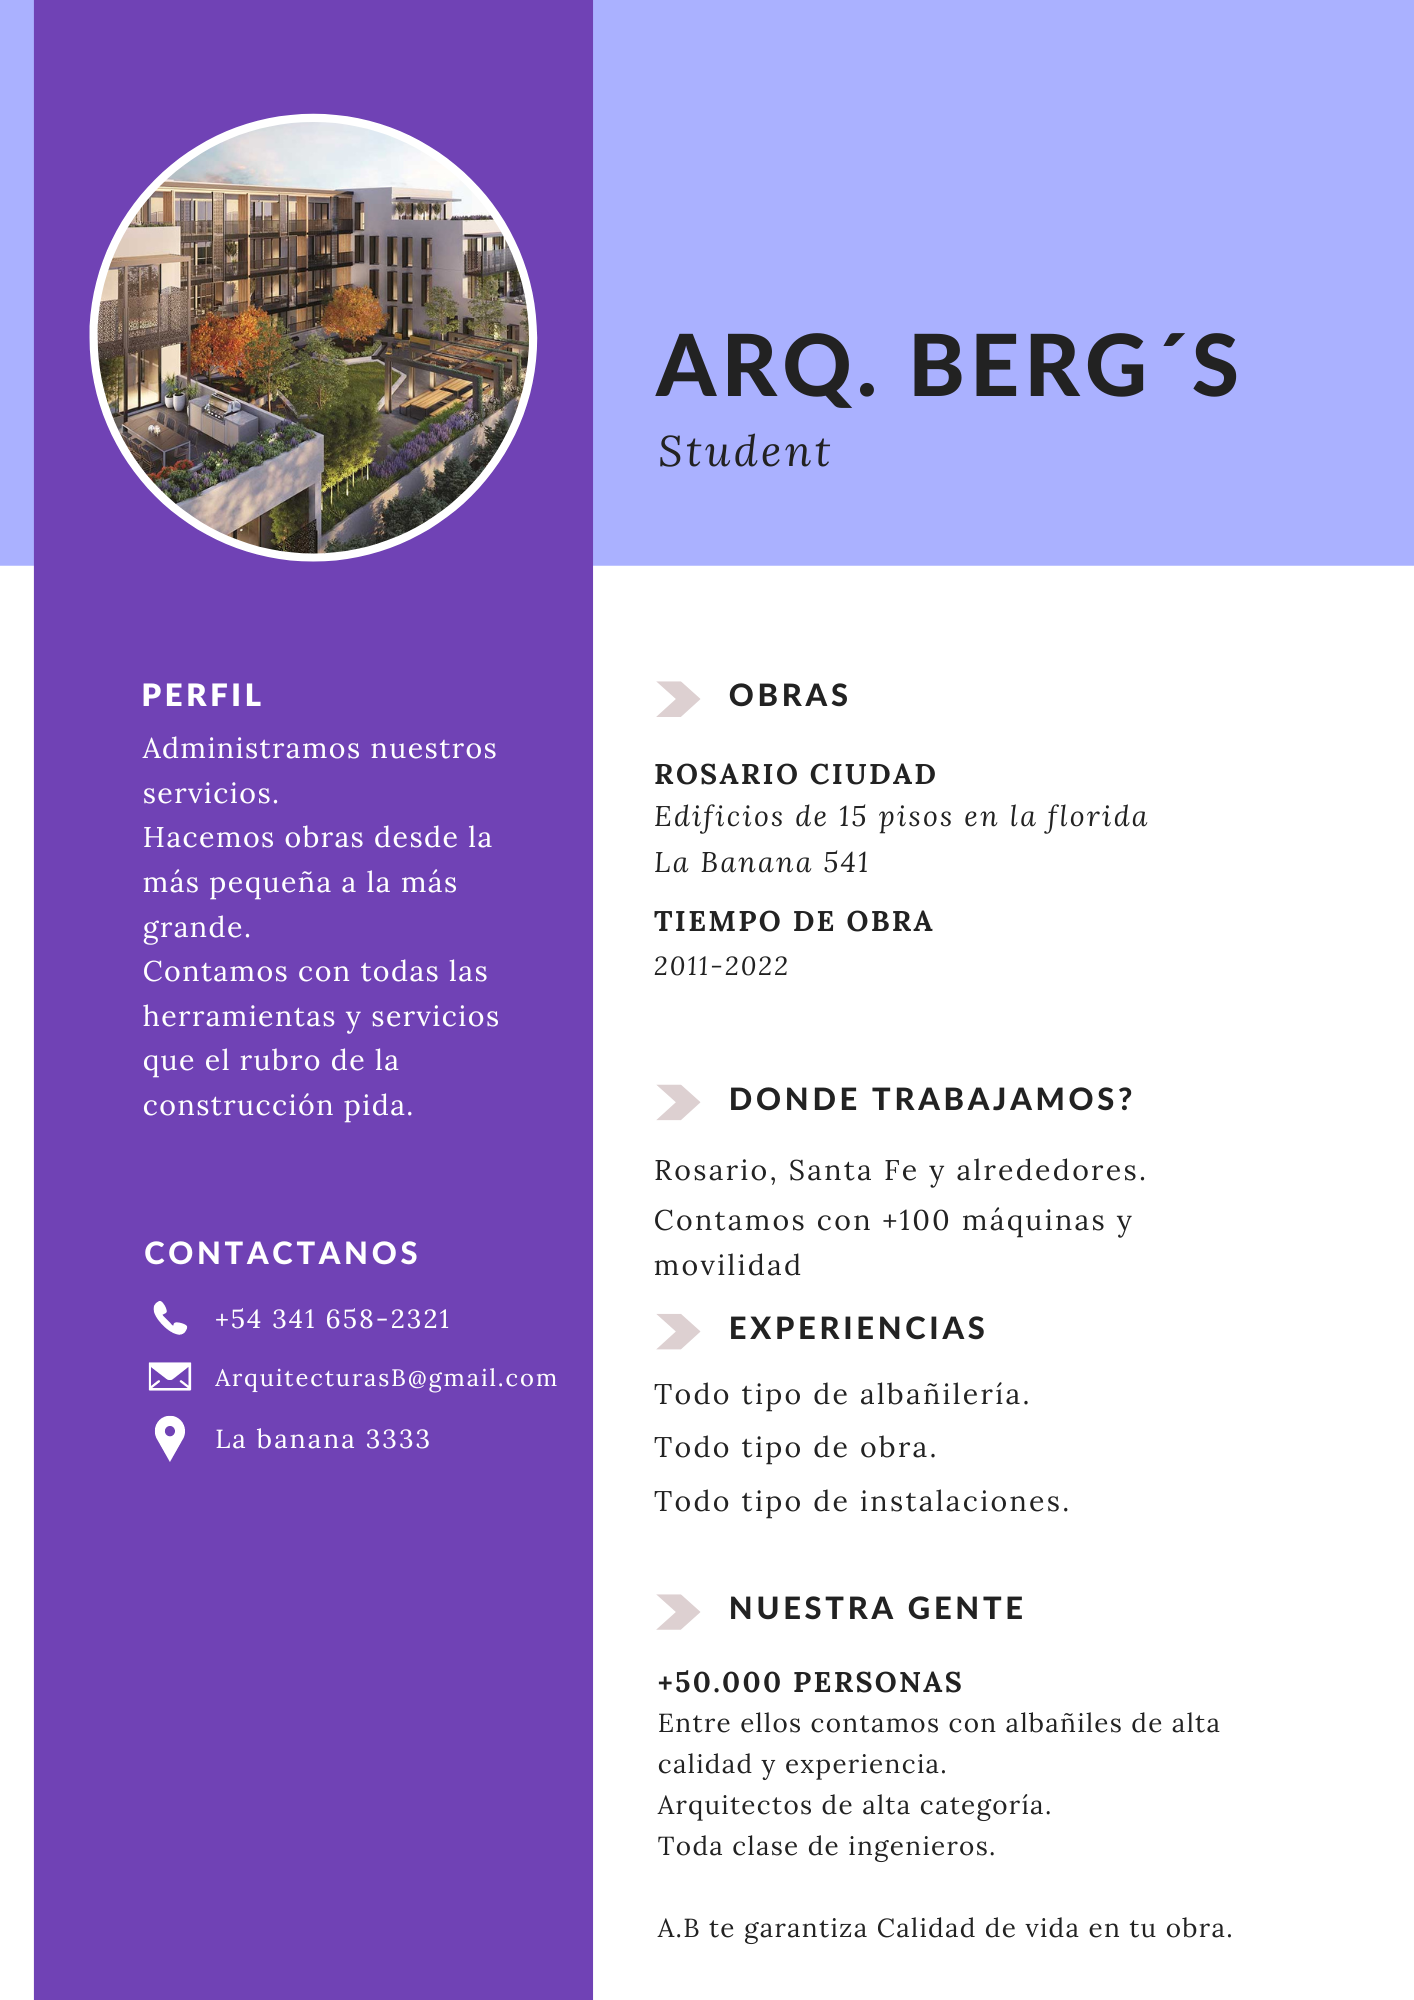 ARQ. BERG´S
Student
PERFIL
Administramos nuestros
servicios.
Hacemos obras desde la
más pequeña a la más
grande.
Contamos con todas las
herramientas y servicios
que el rubro de la
construcción pida.
CONTACTANOS
+54 341 658-2321
ArquitecturasB@gmail.com
La banana 3333
OBRAS
ROSARIO CIUDAD
Edificios de 15 pisos en la florida
La Banana 541
TIEMPO DE OBRA
2011-2022
DONDE TRABAJAMOS?
Rosario, Santa Fe y alrededores.
Contamos con +100 máquinas y
movilidad
EXPERIENCIAS
Todo tipo de albañilería.
Todo tipo de obra.
Todo tipo de instalaciones.
NUESTRA GENTE
+50.000 PERSONAS
Entre ellos contamos con albañiles de alta
calidad y experiencia.
Arquitectos de alta categoría.
Toda clase de ingenieros.
A.B te garantiza Calidad de vida en tu obra.